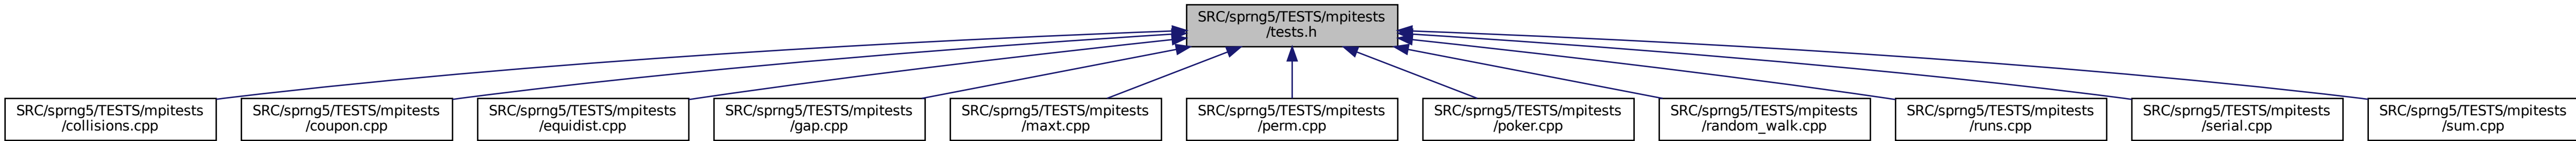 SRC/sprng5/TESTS/mpitests
/tests.h
SRC/sprng5/TESTS/mpitests
/collisions.cpp
SRC/sprng5/TESTS/mpitests
/coupon.cpp
SRC/sprng5/TESTS/mpitests
/equidist.cpp
SRC/sprng5/TESTS/mpitests
/gap.cpp
SRC/sprng5/TESTS/mpitests
/maxt.cpp
SRC/sprng5/TESTS/mpitests
/perm.cpp
SRC/sprng5/TESTS/mpitests
/poker.cpp
SRC/sprng5/TESTS/mpitests
/random_walk.cpp
SRC/sprng5/TESTS/mpitests
/runs.cpp
SRC/sprng5/TESTS/mpitests
/serial.cpp
SRC/sprng5/TESTS/mpitests
/sum.cpp